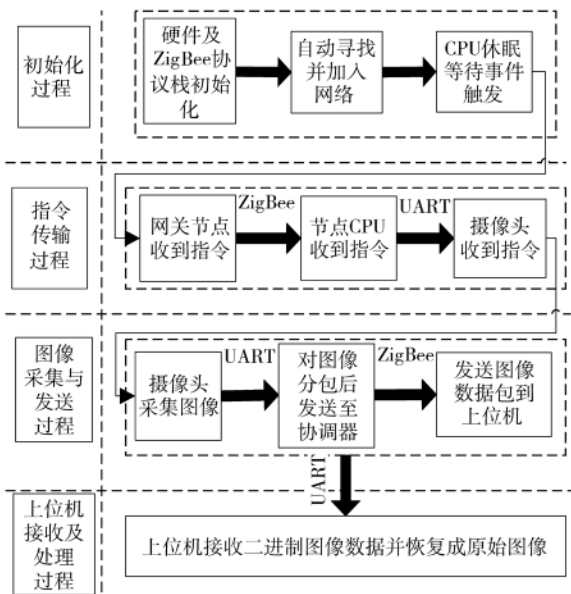 初始化
过程
硬件及
ZigBee协
议栈初始
化
自动寻找
并加入
网络
CPU休眠
等待事件
触发
指令
传输
过程
网关节点
收到指令
ZigBee
节点CPU
收到指令
UART
摄像头
收到指令
图像
采集与
发送
过程
摄像头
采集图像
UART
对图像
分包后
发送至
协调器
ZigBee
发送图像
数据包到
上位机
UART
上位机
接收及
处理
过程
上位机接收二进制图像数据并恢复成原始图像